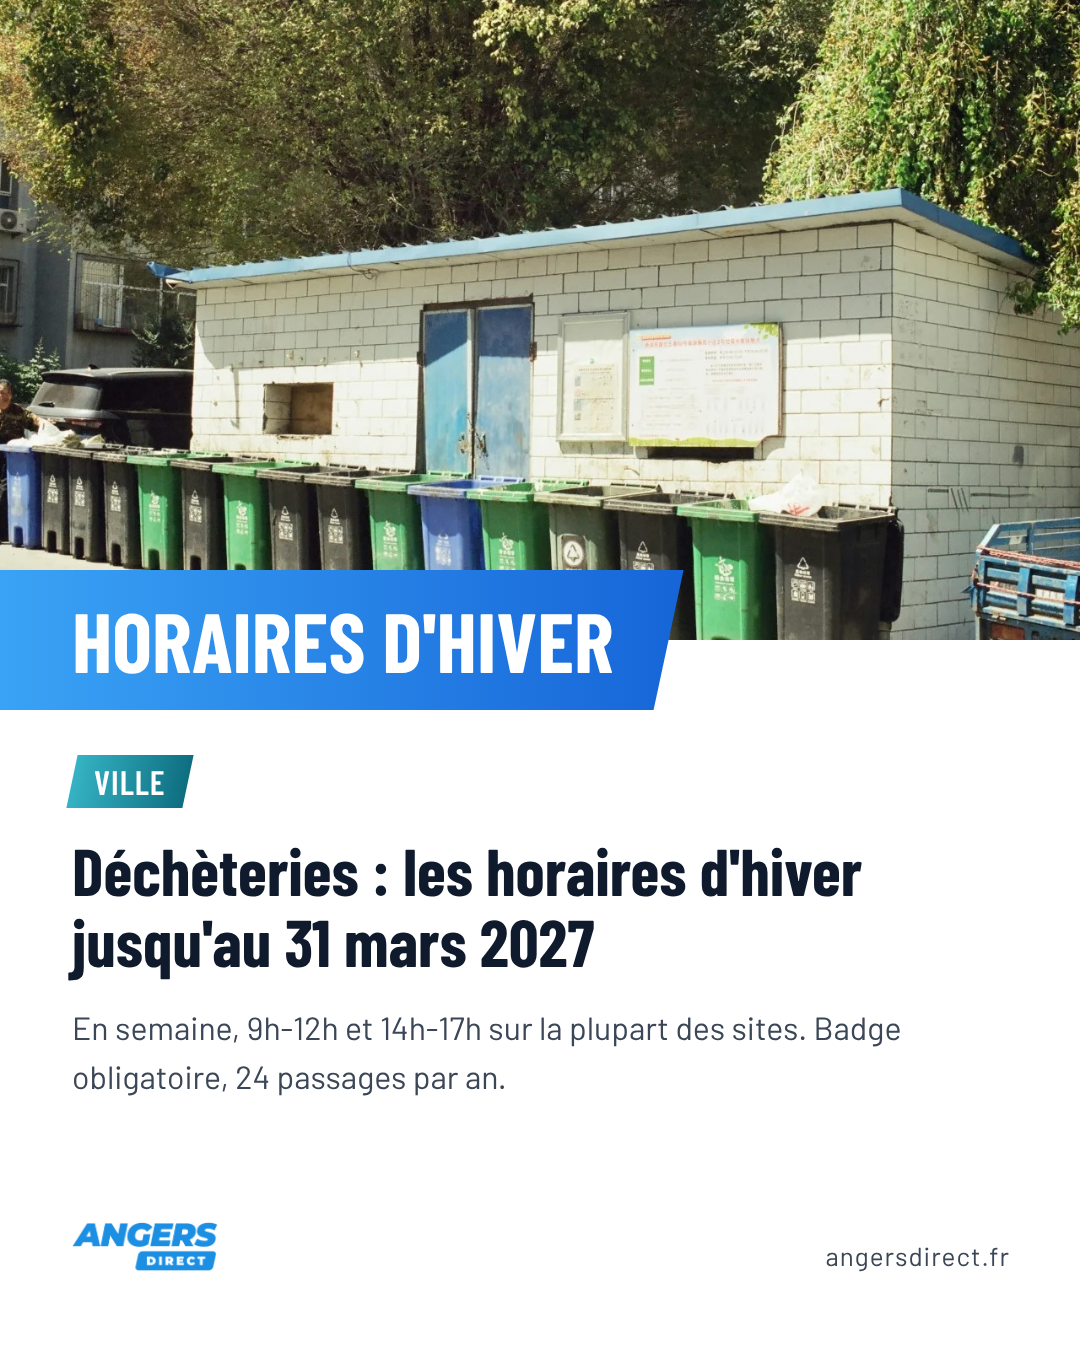 HORAIRES D'HIVER
VILLE
Déchèteries : les horaires d'hiver
jusqu'au 31 mars 2027
En semaine, 9h-12h et 14h-17h sur la plupart des sites. Badge
obligatoire, 24 passages par an.
ANGERS
DIRECT
angersdirect.fr